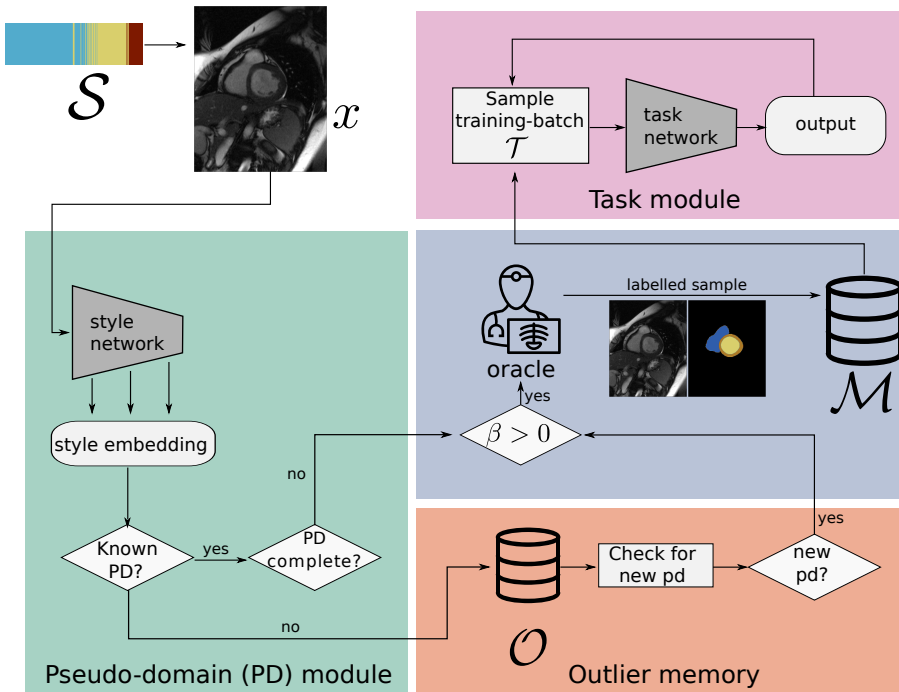 𝒮
x
Sample
training-batch
𝒯
task
network
output
Task module
style
network
style embedding
Known
PD?
yes
PD
complete?
no
no
Pseudo-domain (PD) module
oracle
labelled sample
ℳ
yes
β > 0
yes
𝒪
Check for
new pd
new
pd?
Outlier memory